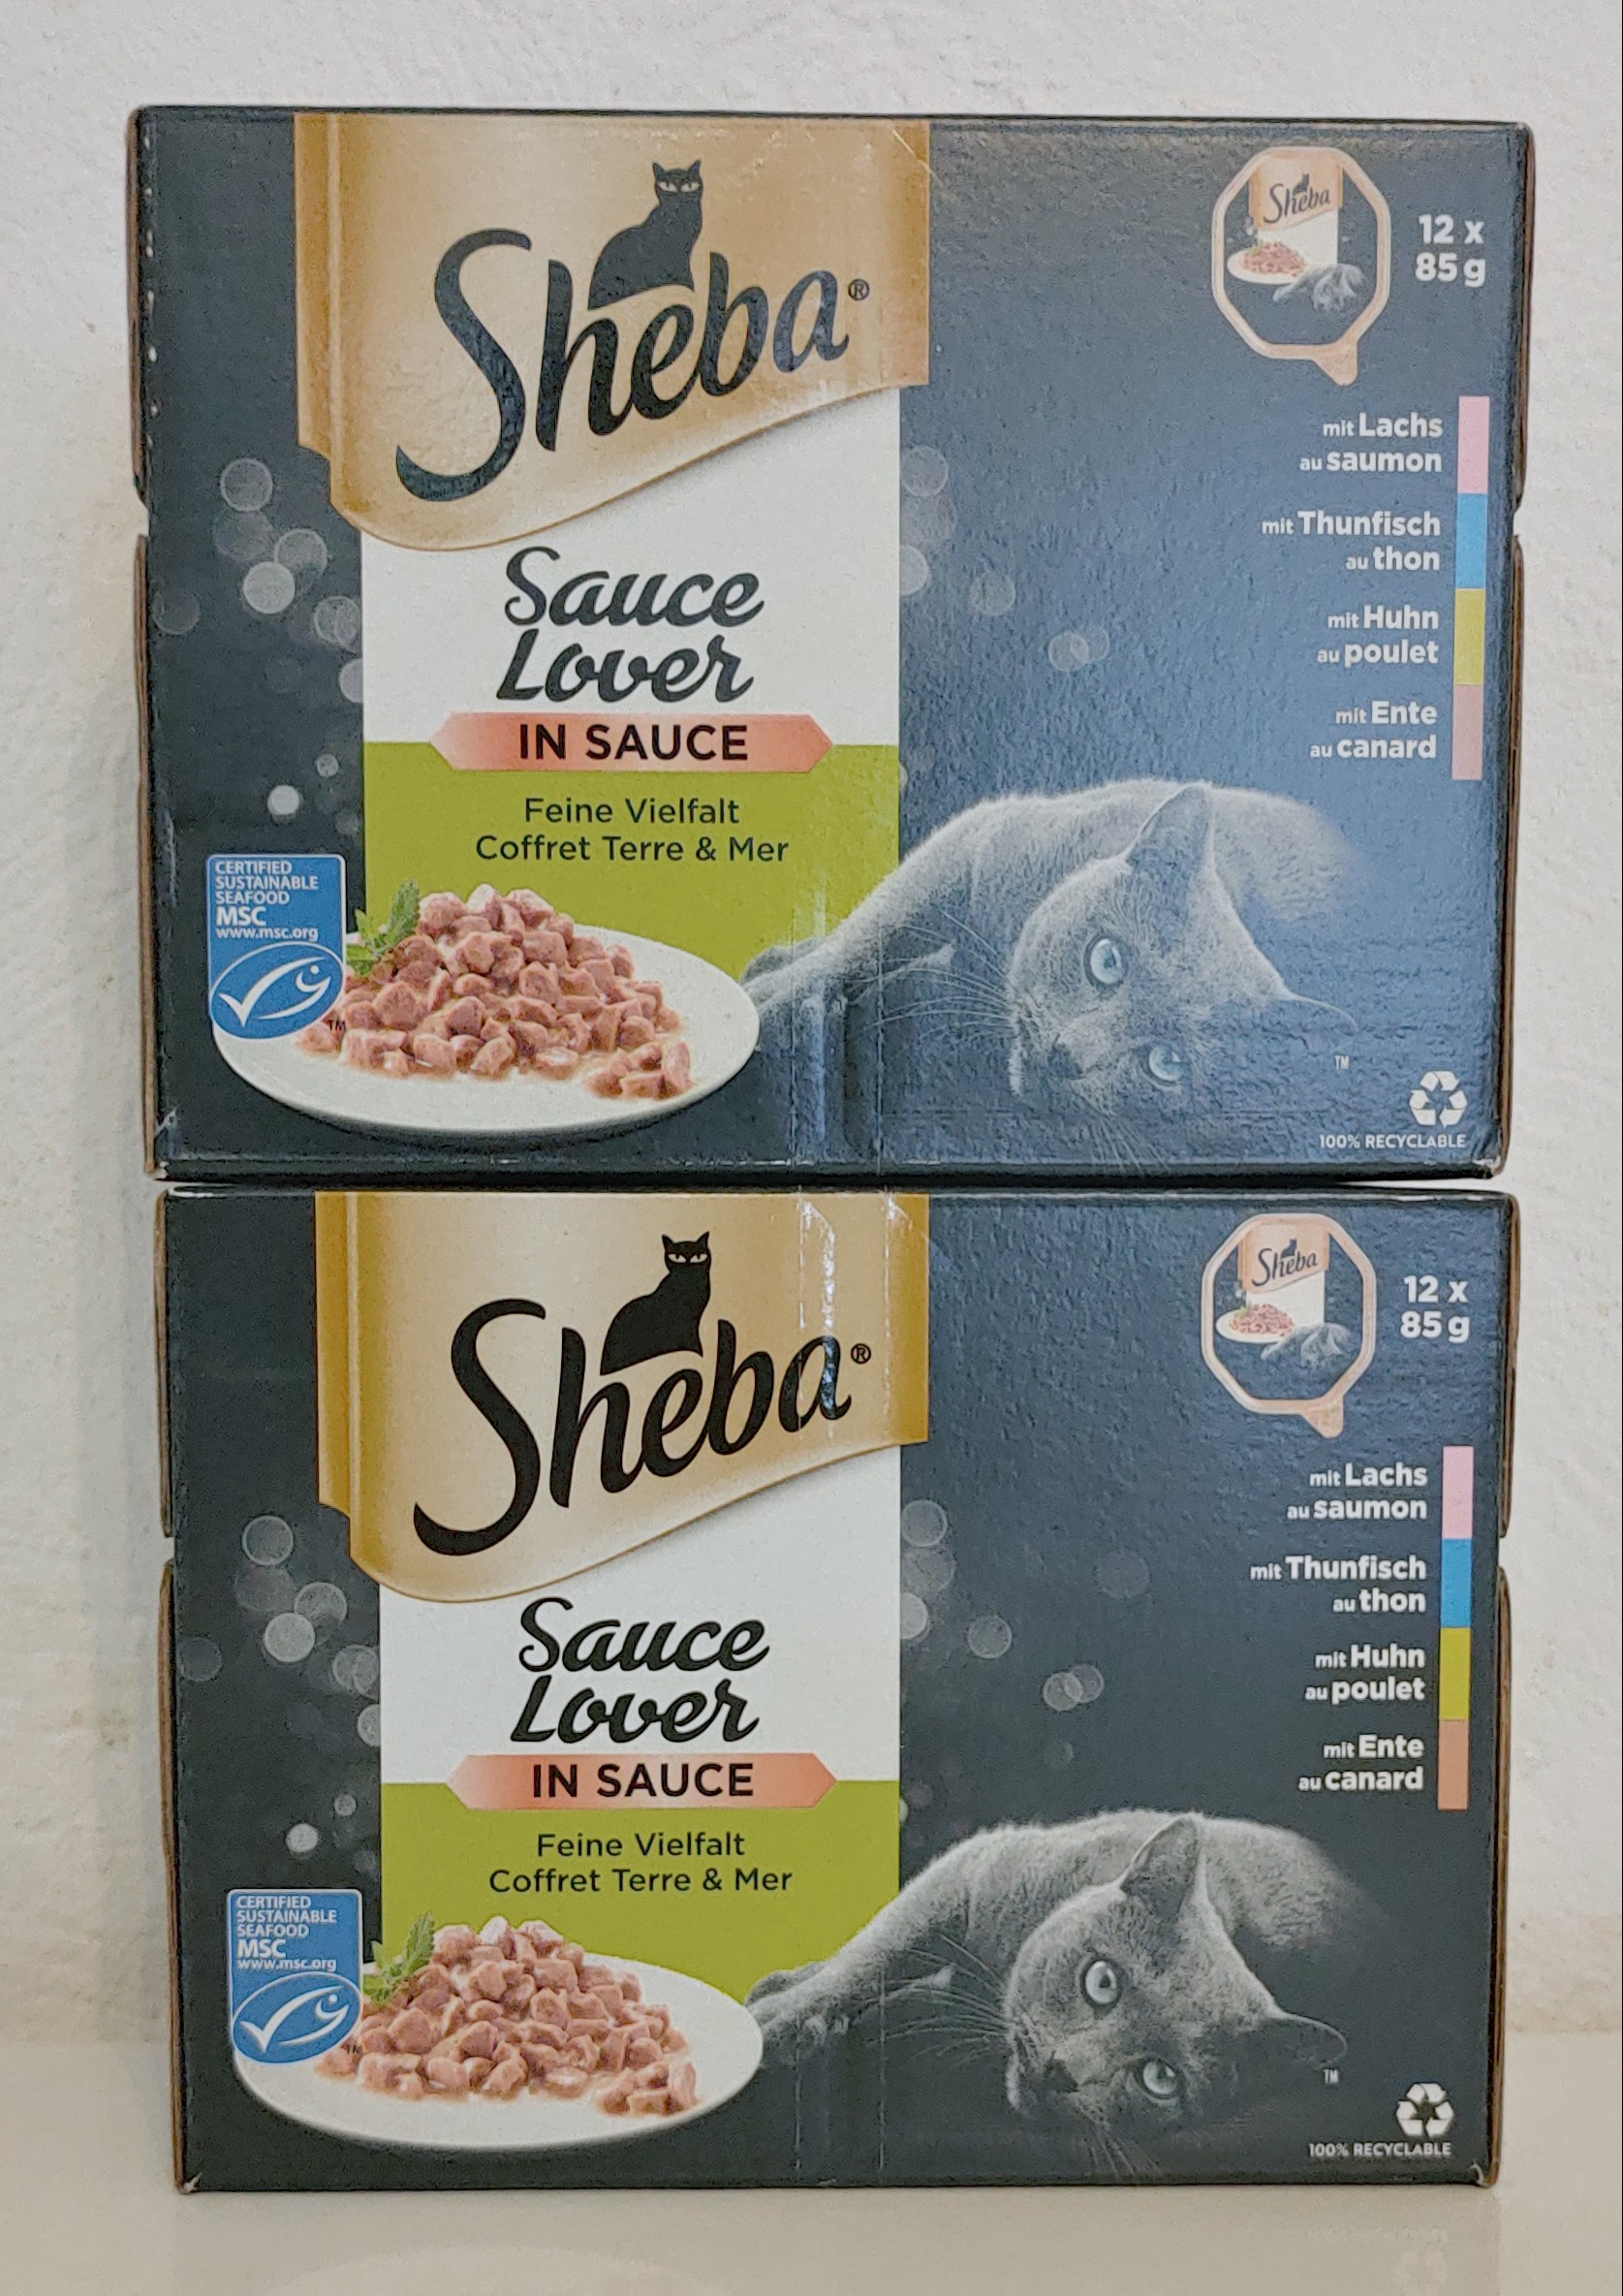 Sheba®
Sauce
Lover
IN SAUCE
Feine Vielfalt
Coffret Terre & Mer
CERTIFIED
SUSTAINABLE
SEAFOOD
MSC
www.msc.org
TM
Sheba
12 x
85 g
mit Lachs
au saumon
mit Thunfisch
au thon
mit Huhn
au poulet
mit Ente
au canard
TM
100% RECYCLABLE
Sheba®
Sauce
Lover
IN SAUCE
Feine Vielfalt
Coffret Terre & Mer
CERTIFIED
SUSTAINABLE
SEAFOOD
MSC
www.msc.org
TM
Sheba
12 x
85 g
mit Lachs
au saumon
mit Thunfisch
au thon
mit Huhn
au poulet
mit Ente
au canard
TM
100% RECYCLABLE